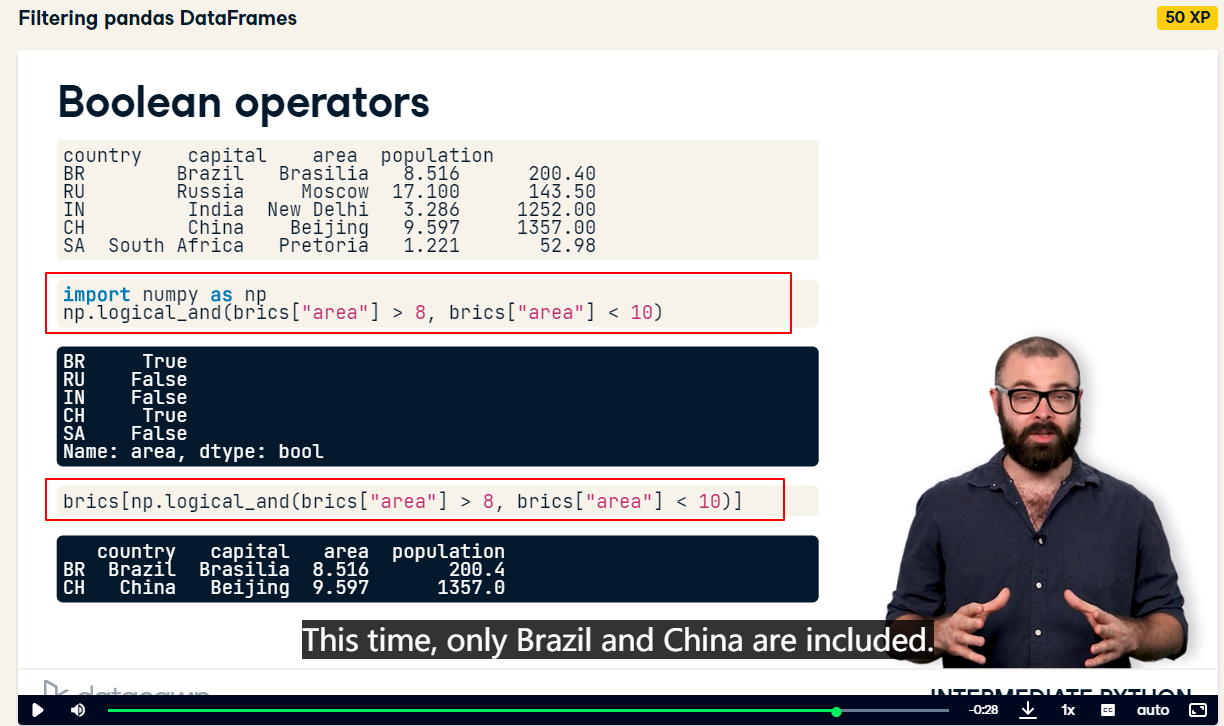 Filtering pandas DataFrames
50 XP
Boolean operators
country    capital    area  population
BR        Brazil   Brasilia   8.516      200.40
RU        Russia     Moscow  17.100      143.50
IN         India  New Delhi   3.286     1252.00
CH         China    Beijing   9.597     1357.00
SA  South Africa   Pretoria   1.221       52.98
import numpy as np
np.logical_and(brics["area"] > 8, brics["area"] < 10)
BR     True
RU    False
IN    False
CH     True
SA    False
Name: area, dtype: bool
brics[np.logical_and(brics["area"] > 8, brics["area"] < 10)]
   country   capital   area  population
BR  Brazil  Brasilia  8.516       200.4
CH   China   Beijing  9.597      1357.0
This time, only Brazil and China are included.
datacamp
INTERMEDIATE PYTHON
-0:28
1x
CC
auto